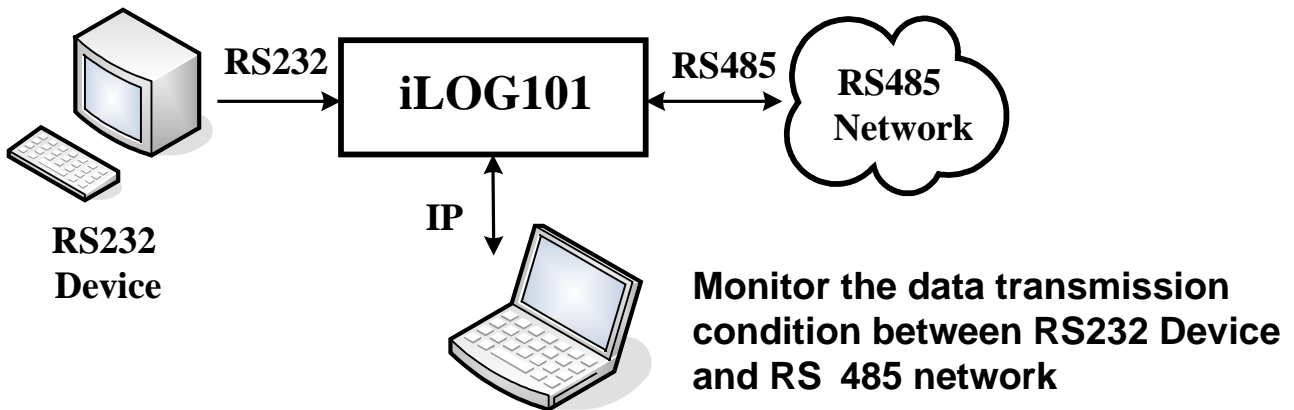 RS232
iLOG101
RS485
RS485
Network
IP
RS232
Device
Monitor the data transmission
condition between RS232 Device
and RS 485 network